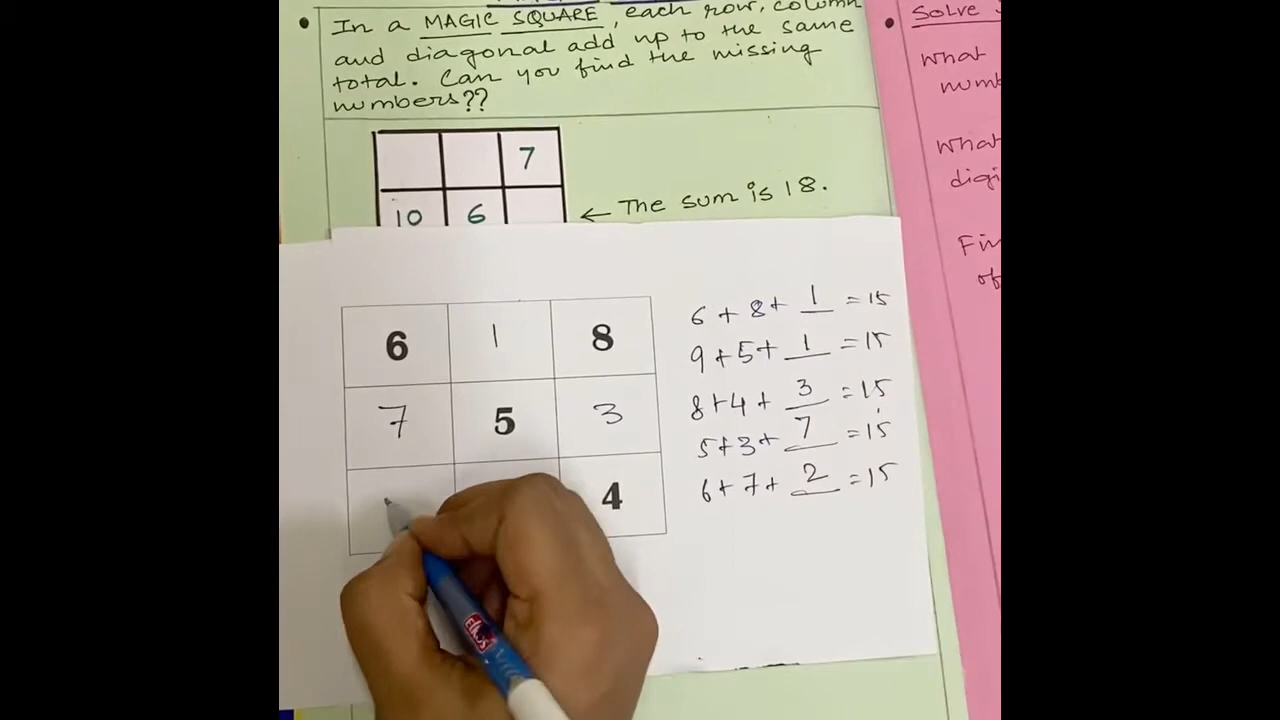 In a MAGIC SQUARE, each row, column
and diagonal add up to the same
total. Can you find the missing
numbers??
7
10 6
← The sum is 18.
6 1 8
7 5 3
4
6 + 8 + 1 = 15
9 + 5 + 1 = 15
8 + 4 + 3 = 15
5 + 3 + 7 = 15
6 + 7 + 2 = 15
Elkos
Solve
what
numb
what
digi
Fin
of